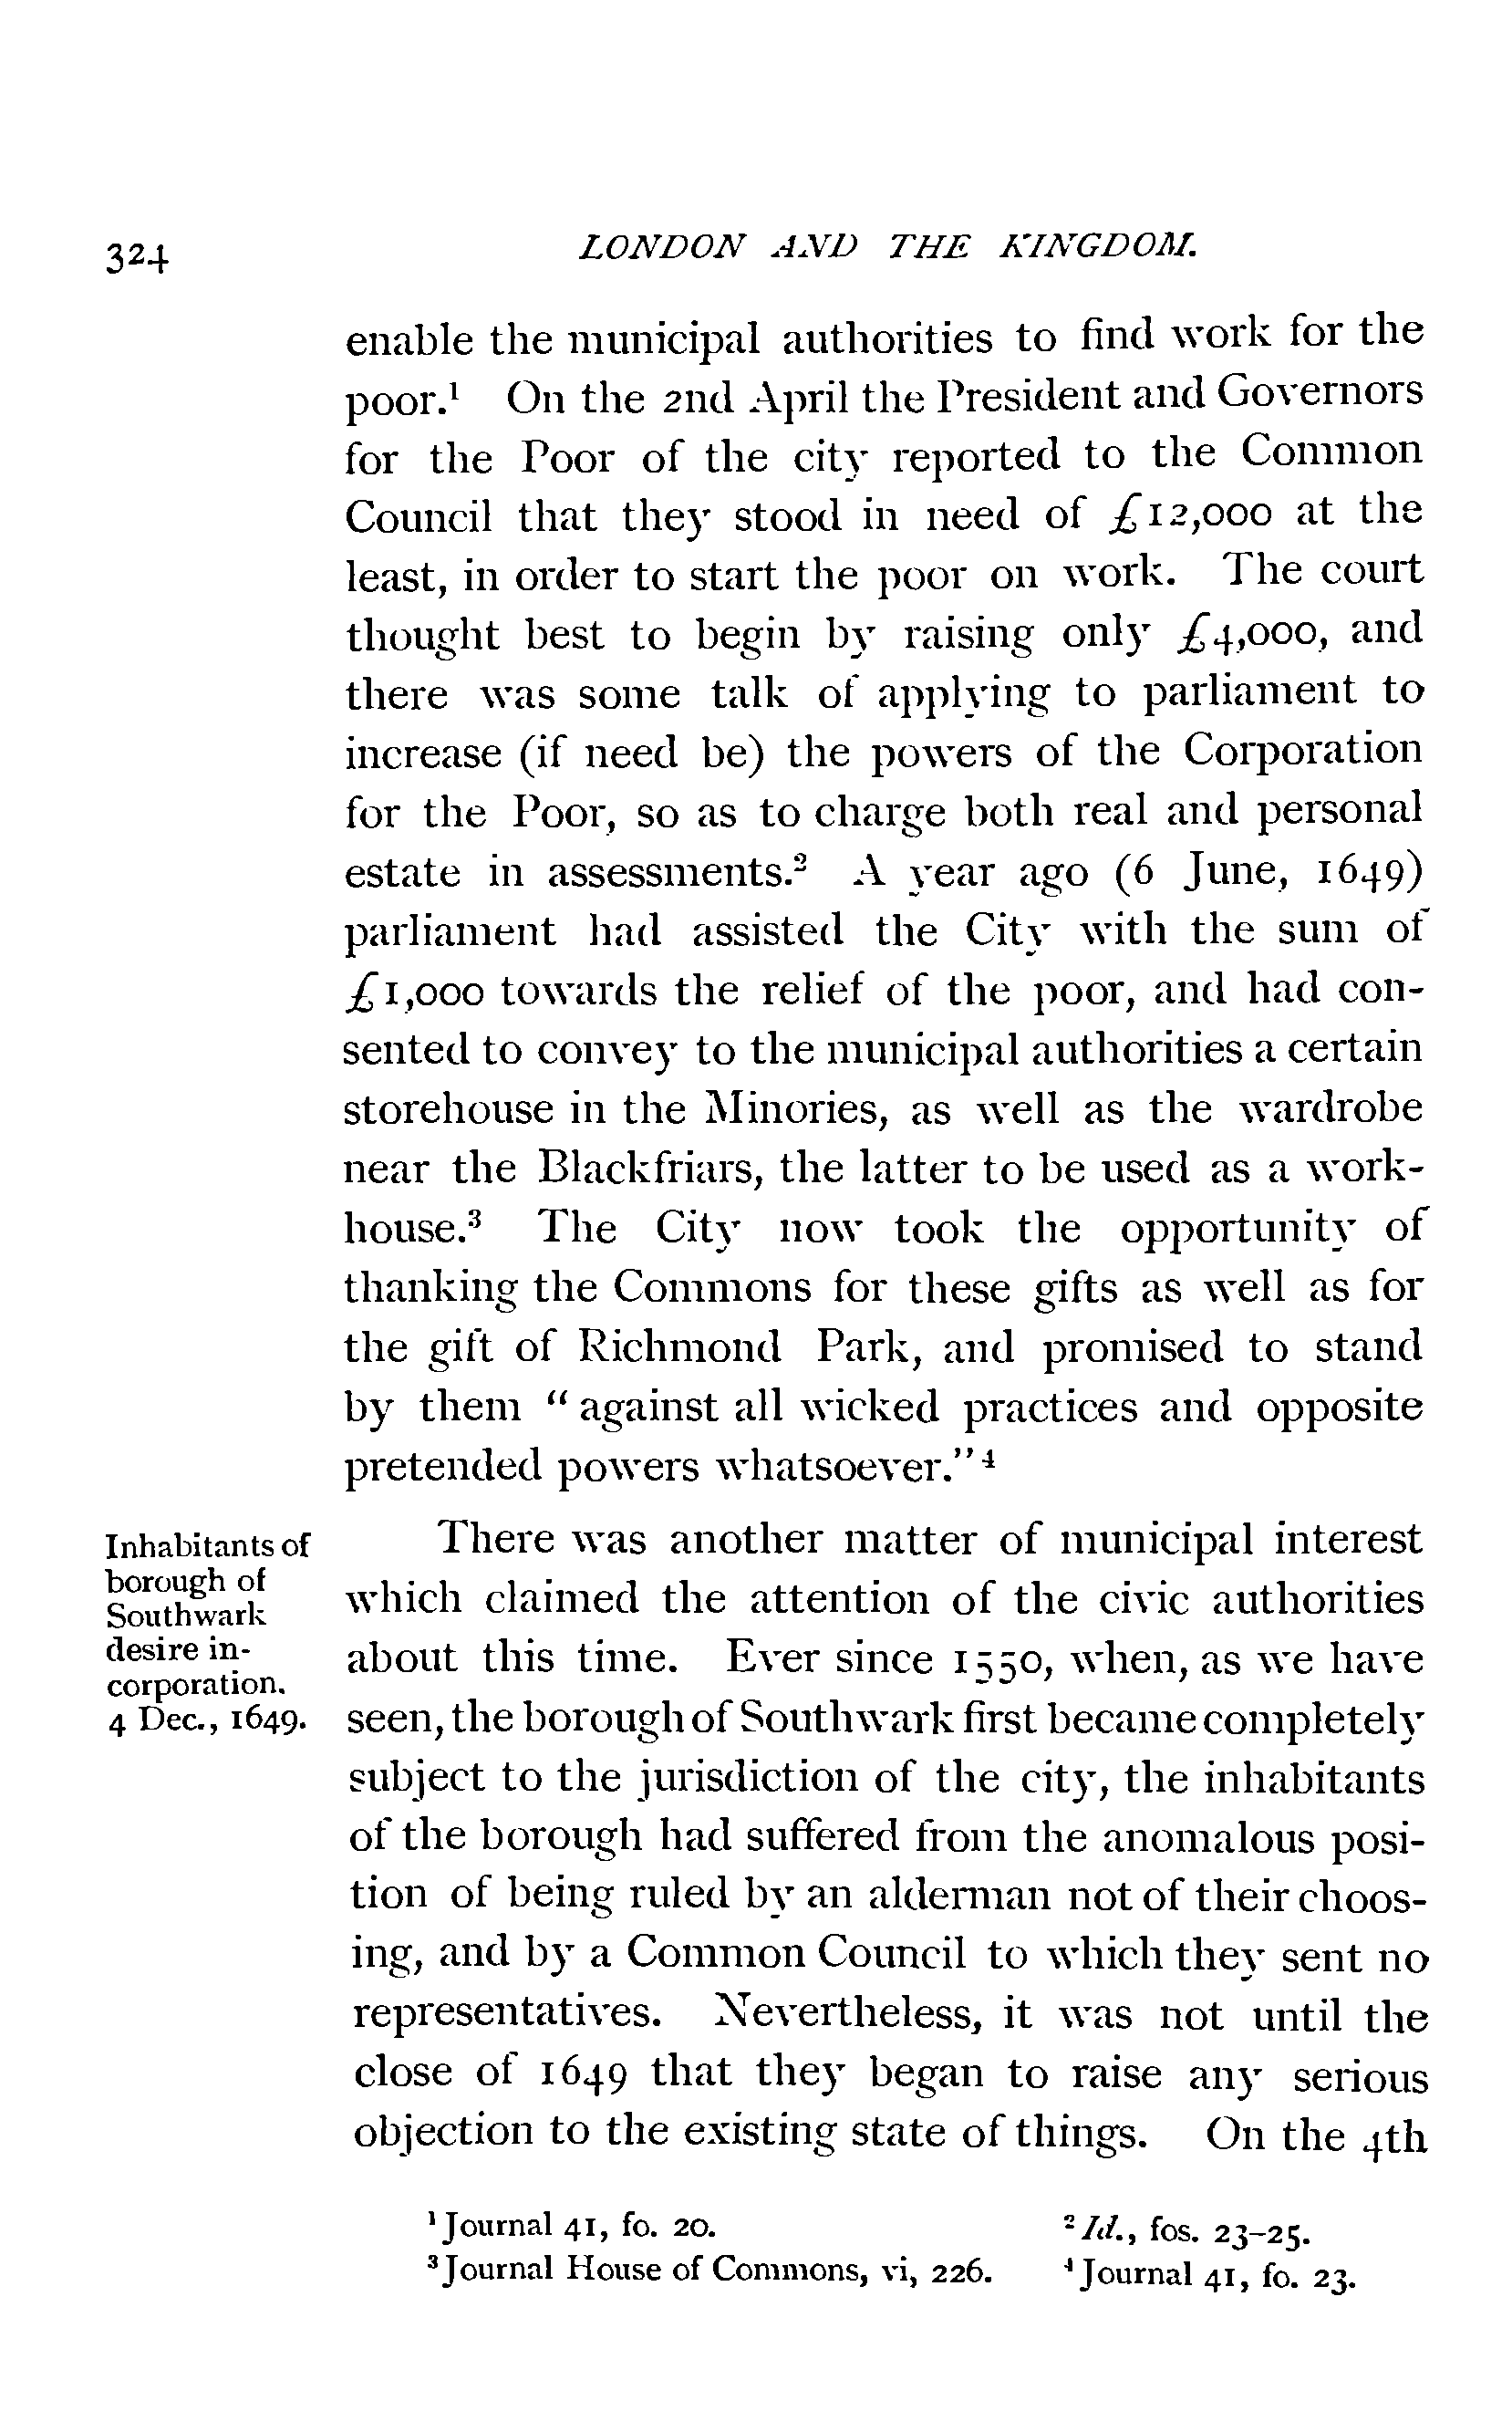 324 LONDON AND THE KINGDOM.
enable the municipal authorities to find work for the
poor.¹ On the 2nd April the President and Governors
for the Poor of the city reported to the Common
Council that they stood in need of £12,000 at the
least, in order to start the poor on work. The court
thought best to begin by raising only £4,000, and
there was some talk of applying to parliament to
increase (if need be) the powers of the Corporation
for the Poor, so as to charge both real and personal
estate in assessments.² A year ago (6 June, 1649)
parliament had assisted the City with the sum of
£1,000 towards the relief of the poor, and had con-
sented to convey to the municipal authorities a certain
storehouse in the Minories, as well as the wardrobe
near the Blackfriars, the latter to be used as a work-
house.³ The City now took the opportunity of
thanking the Commons for these gifts as well as for
the gift of Richmond Park, and promised to stand
by them “against all wicked practices and opposite
pretended powers whatsoever.”⁴
Inhabitants of
borough of
Southwark
desire in-
corporation.
4 Dec., 1649.
There was another matter of municipal interest
which claimed the attention of the civic authorities
about this time. Ever since 1550, when, as we have
seen, the borough of Southwark first became completely
subject to the jurisdiction of the city, the inhabitants
of the borough had suffered from the anomalous posi-
tion of being ruled by an alderman not of their choos-
ing, and by a Common Council to which they sent no
representatives. Nevertheless, it was not until the
close of 1649 that they began to raise any serious
objection to the existing state of things. On the 4th
¹ Journal 41, fo. 20. ² Id., fos. 23–25.
³ Journal House of Commons, vi, 226. ⁴ Journal 41, fo. 23.